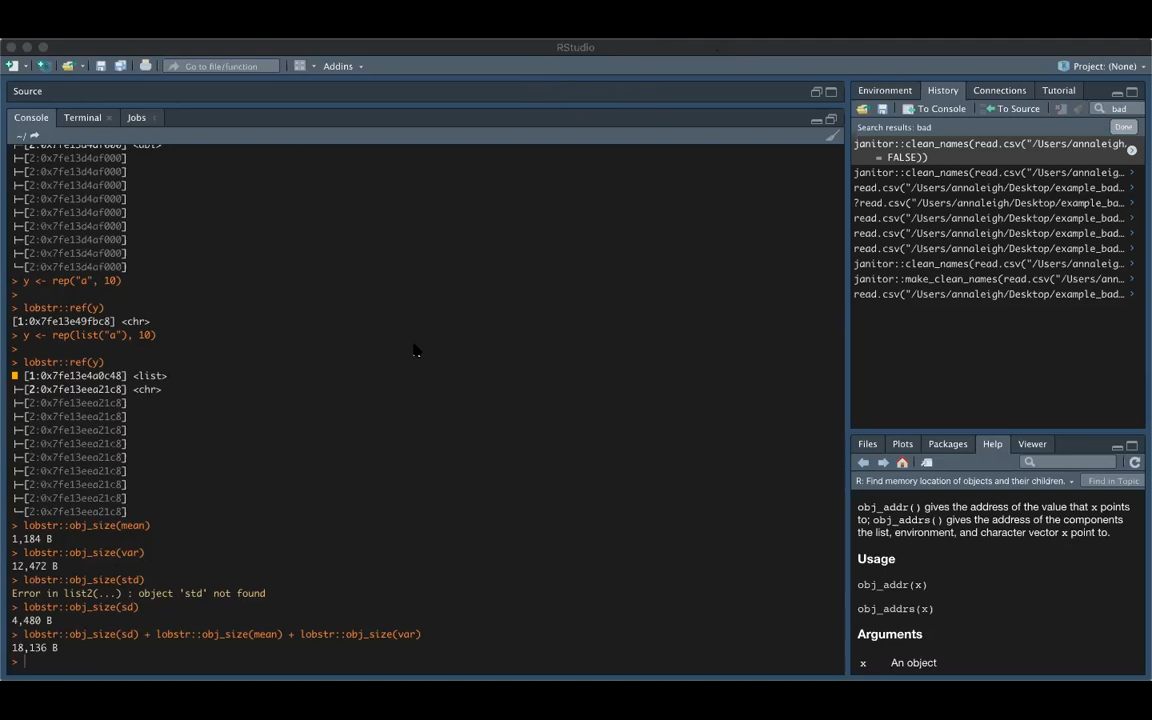 RStudio
Go to file/function
Addins
Project: (None)
Source
Console
Terminal
Jobs
~/
├─[2:0x7fe13d4af000]
├─[2:0x7fe13d4af000]
├─[2:0x7fe13d4af000]
├─[2:0x7fe13d4af000]
├─[2:0x7fe13d4af000]
├─[2:0x7fe13d4af000]
├─[2:0x7fe13d4af000]
├─[2:0x7fe13d4af000]
└─[2:0x7fe13d4af000]
> y <- rep("a", 10)
>
> lobstr::ref(y)
[1:0x7fe13e49fbc8] <chr>
> y <- rep(list("a"), 10)
>
> lobstr::ref(y)
█ [1:0x7fe13e4a0c48] <list>
├─[2:0x7fe13eea21c8] <chr>
├─[2:0x7fe13eea21c8]
├─[2:0x7fe13eea21c8]
├─[2:0x7fe13eea21c8]
├─[2:0x7fe13eea21c8]
├─[2:0x7fe13eea21c8]
├─[2:0x7fe13eea21c8]
├─[2:0x7fe13eea21c8]
├─[2:0x7fe13eea21c8]
└─[2:0x7fe13eea21c8]
> lobstr::obj_size(mean)
1,184 B
> lobstr::obj_size(var)
12,472 B
> lobstr::obj_size(std)
Error in list2(...) : object 'std' not found
> lobstr::obj_size(sd)
4,480 B
> lobstr::obj_size(sd) + lobstr::obj_size(mean) + lobstr::obj_size(var)
18,136 B
>
Environment
History
Connections
Tutorial
To Console
To Source
bad
Search results: bad
Done
janitor::clean_names(read.csv("/Users/annaleigh…
= FALSE))
janitor::clean_names(read.csv("/Users/annaleig…
read.csv("/Users/annaleigh/Desktop/example_ba…
?read.csv("/Users/annaleigh/Desktop/example_ba…
read.csv("/Users/annaleigh/Desktop/example_ba…
read.csv("/Users/annaleigh/Desktop/example_ba…
read.csv("/Users/annaleigh/Desktop/example_ba…
janitor::clean_names(read.csv("/Users/annaleig…
janitor::make_clean_names(read.csv("/Users/ann…
read.csv("/Users/annaleigh/Desktop/example_ba…
Files
Plots
Packages
Help
Viewer
R: Find memory location of objects and their children.
Find in Topic
obj_addr() gives the address of the value that x points
to; obj_addrs() gives the address of the components
the list, environment, and character vector x point to.
Usage
obj_addr(x)
obj_addrs(x)
Arguments
x An object